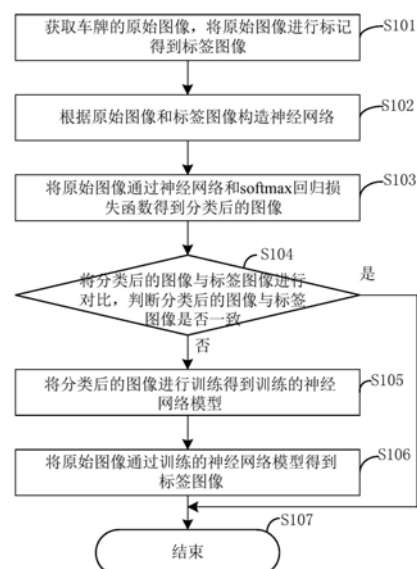 获取车牌的原始图像，将原始图像进行标记
得到标签图像
S101
根据原始图像和标签图像构造神经网络
S102
将原始图像通过神经网络和softmax回归损
失函数得到分类后的图像
S103
S104
将分类后的图像与标签图像进行
对比，判断分类后的图像与标签
图像是否一致
是
否
将分类后的图像进行训练得到训练的神经
网络模型
S105
将原始图像通过训练的神经网络模型得到
标签图像
S106
S107
结束